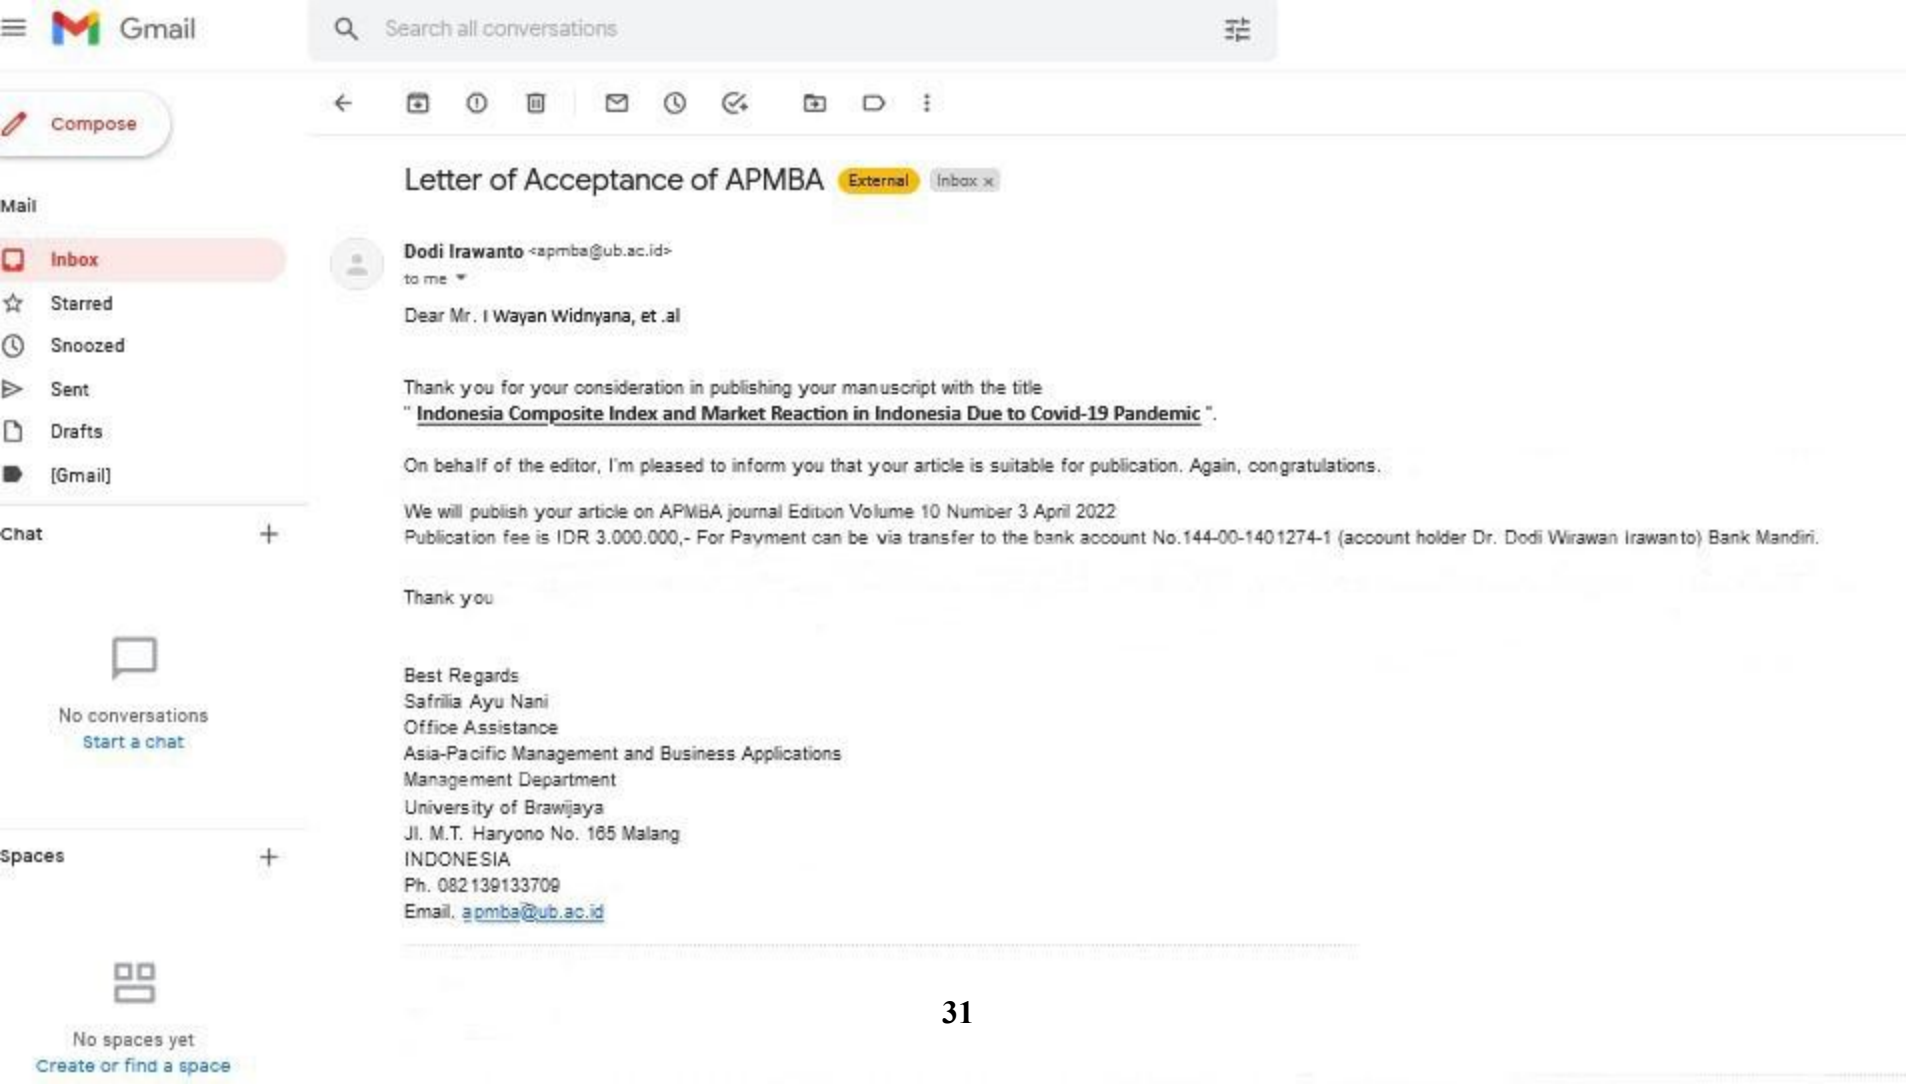 Gmail
Search all conversations
Compose
Mail
Inbox
Starred
Snoozed
Sent
Drafts
[Gmail]
Chat
No conversations
Start a chat
Spaces
No spaces yet
Create or find a space
Letter of Acceptance of APMBA External Inbox x
Dodi Irawanto <apmba@ub.ac.id>
to me
Dear Mr. I Wayan Widnyana, et .al
Thank you for your consideration in publishing your manuscript with the title
" Indonesia Composite Index and Market Reaction in Indonesia Due to Covid-19 Pandemic ".
On behalf of the editor, I'm pleased to inform you that your article is suitable for publication. Again, congratulations.
We will publish your article on APMBA journal Edition Volume 10 Number 3 April 2022
Publication fee is IDR 3.000.000,- For Payment can be via transfer to the bank account No.144-00-1401274-1 (account holder Dr. Dodi Wirawan Irawanto) Bank Mandiri.
Thank you
Best Regards
Safrilia Ayu Nani
Office Assistance
Asia-Pacific Management and Business Applications
Management Department
University of Brawijaya
Jl. M.T. Haryono No. 165 Malang
INDONESIA
Ph. 082139133709
Email. apmba@ub.ac.id
31